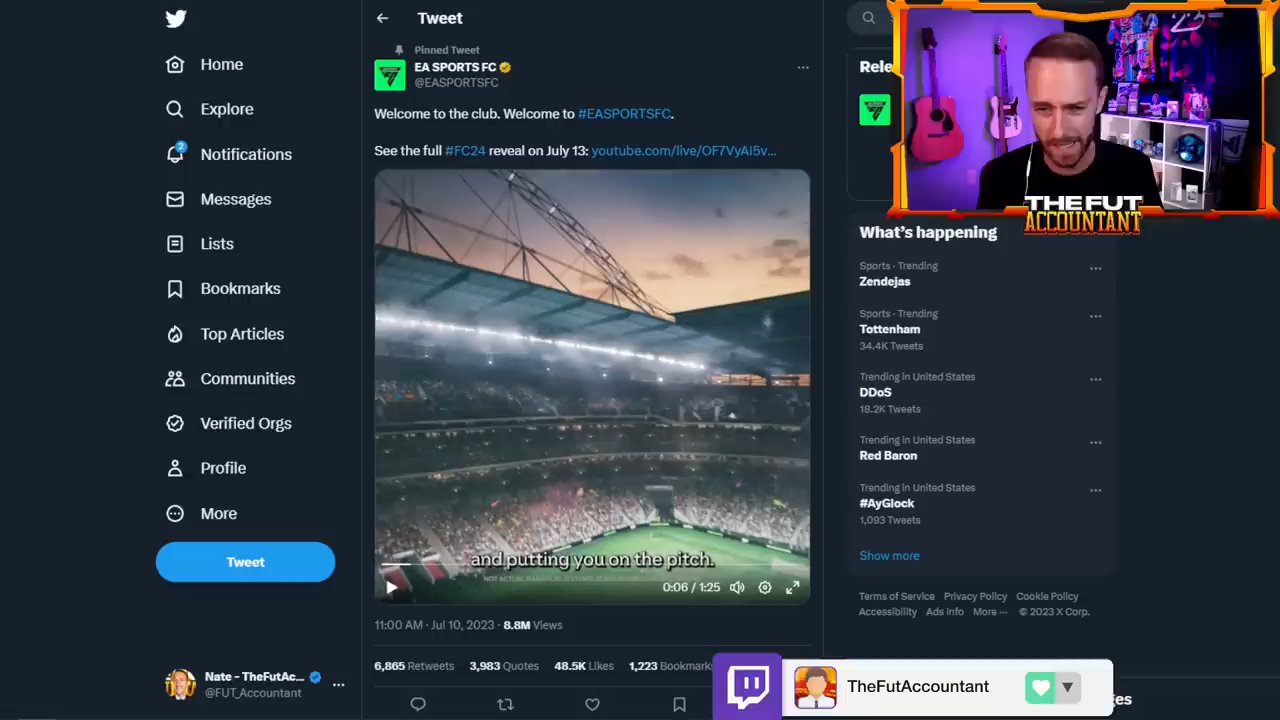 Tweet
Home
Explore
2
Notifications
Messages
Lists
Bookmarks
Top Articles
Communities
Verified Orgs
Profile
More
Tweet
Nate - TheFutAc...
@FUT_Accountant
Pinned Tweet
EA SPORTS FC
@EASPORTSFC
Welcome to the club. Welcome to #EASPORTSFC.
See the full #FC24 reveal on July 13: youtube.com/live/OF7VyAi5v...
and putting you on the pitch.
0:06 / 1:25
11:00 AM · Jul 10, 2023 · 8.8M Views
6,865 Retweets 3,983 Quotes 48.5K Likes 1,223 Bookmarks
Rele
THE FUT
ACCOUNTANT
What's happening
Sports · Trending
Zendejas
Sports · Trending
Tottenham
34.4K Tweets
Trending in United States
DDoS
18.2K Tweets
Trending in United States
Red Baron
Trending in United States
#AyGlock
1,093 Tweets
Show more
Terms of Service Privacy Policy Cookie Policy
Accessibility Ads info More ··· © 2023 X Corp.
TheFutAccountant
ges